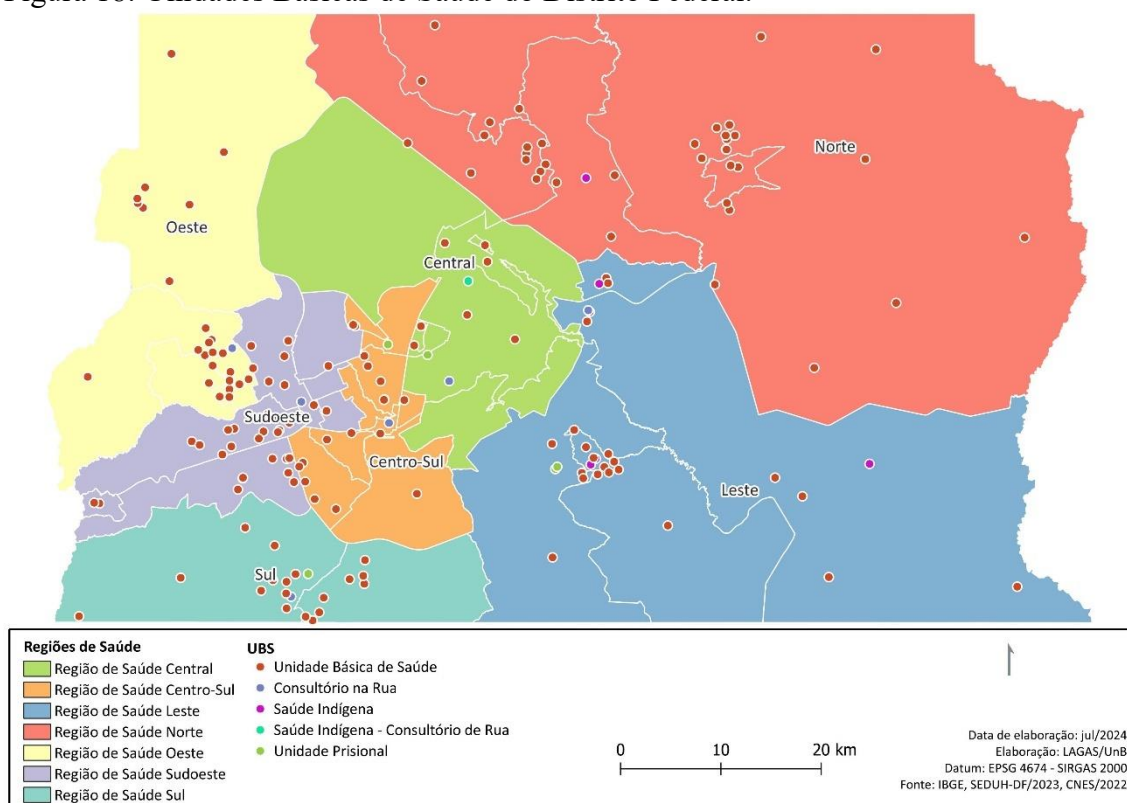 Figura 18: Unidades Básicas de Saúde do Distrito Federal.
Norte
Oeste
Central
Sudoeste
Centro-Sul
Leste
Sul
Regiões de Saúde
Região de Saúde Central
Região de Saúde Centro-Sul
Região de Saúde Leste
Região de Saúde Norte
Região de Saúde Oeste
Região de Saúde Sudoeste
Região de Saúde Sul
UBS
Unidade Básica de Saúde
Consultório na Rua
Saúde Indígena
Saúde Indígena - Consultório de Rua
Unidade Prisional
0 10 20 km
Data de elaboração: jul/2024
Elaboração: LAGAS/UnB
Datum: EPSG 4674 - SIRGAS 2000
Fonte: IBGE, SEDUH-DF/2023, CNES/2022